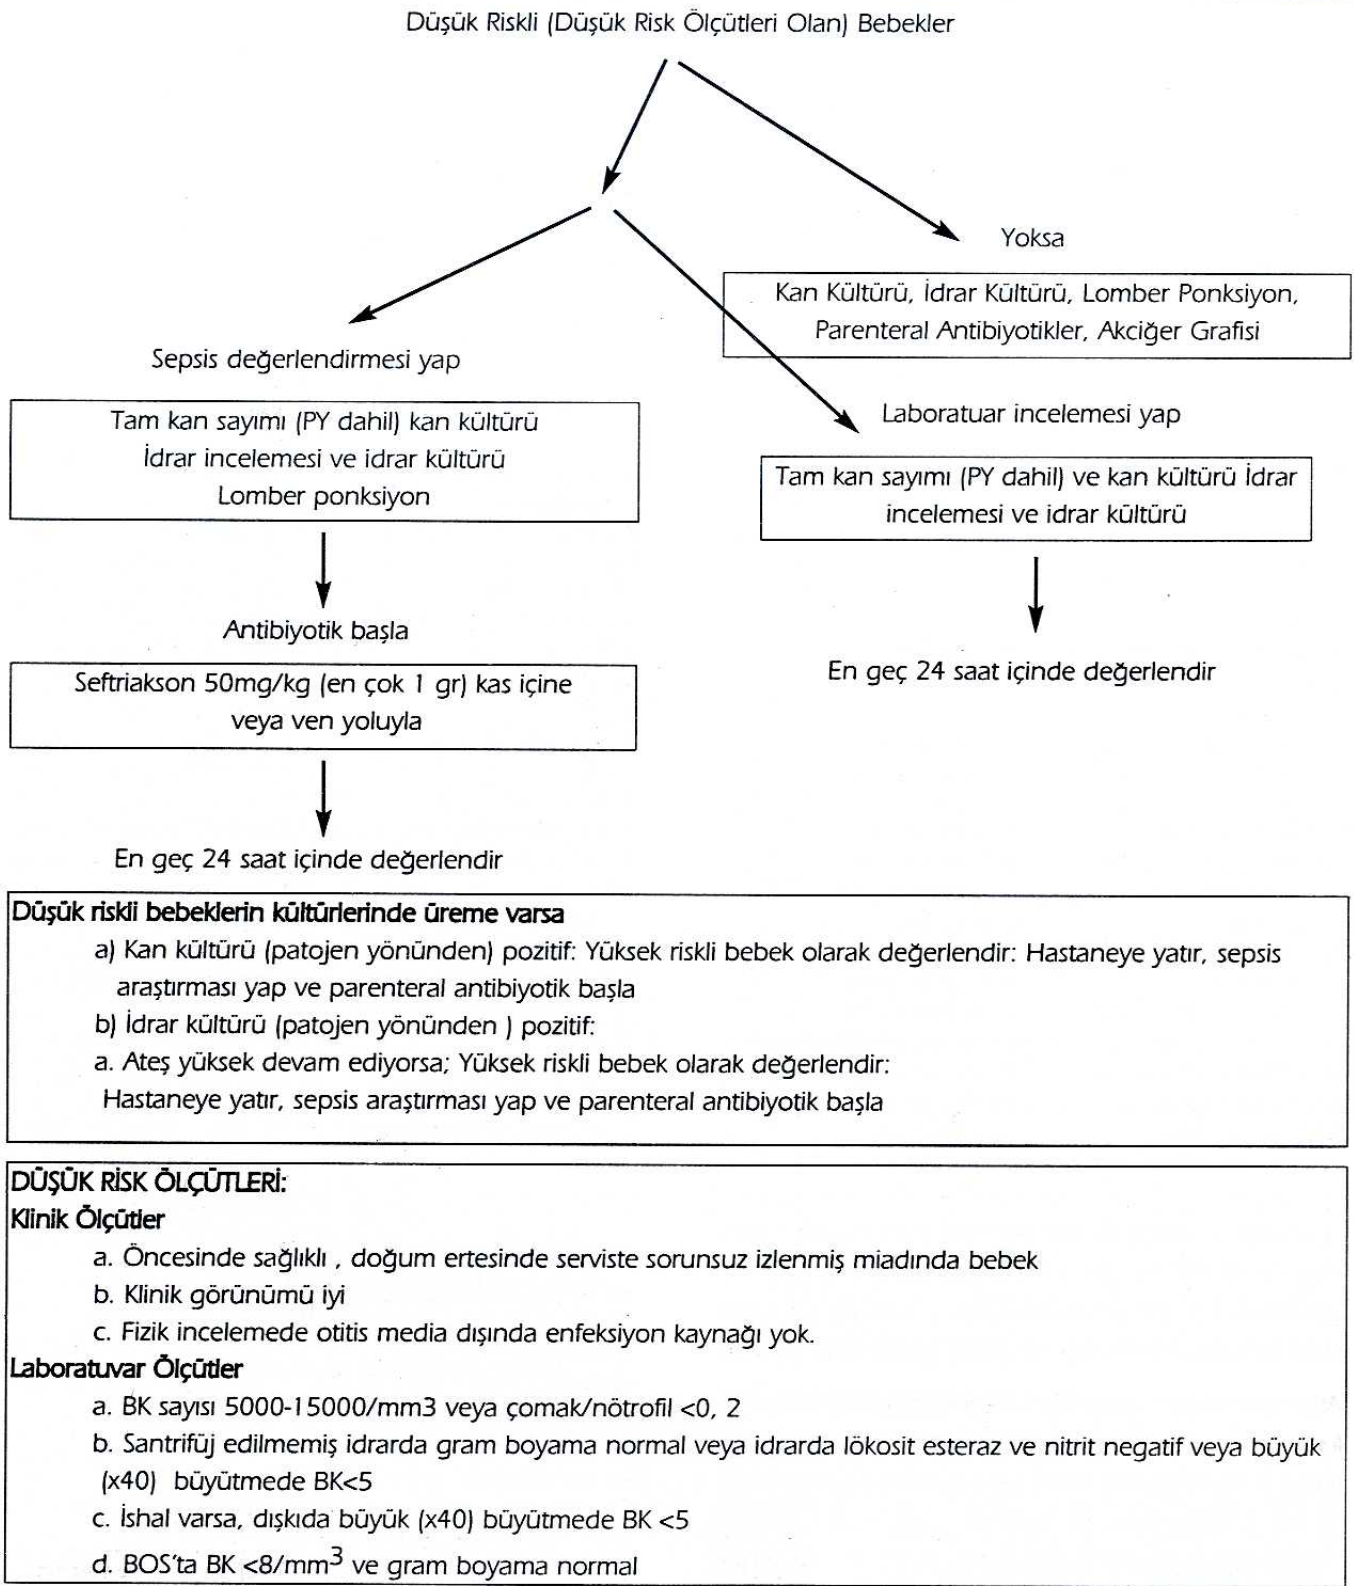 Düşük Riskli (Düşük Risk Ölçütleri Olan) Bebekler
Yoksa
Kan Kültürü, İdrar Kültürü, Lomber Ponksiyon,
Parenteral Antibiyotikler, Akciğer Grafisi
Sepsis değerlendirmesi yap
Tam kan sayımı (PY dahil) kan kültürü
İdrar incelemesi ve idrar kültürü
Lomber ponksiyon
Laboratuar incelemesi yap
Tam kan sayımı (PY dahil) ve kan kültürü İdrar
incelemesi ve idrar kültürü
Antibiyotik başla
Seftriakson 50mg/kg (en çok 1 gr) kas içine
veya ven yoluyla
En geç 24 saat içinde değerlendir
En geç 24 saat içinde değerlendir
Düşük riskli bebeklerin kültürlerinde üreme varsa
a) Kan kültürü (patojen yönünden) pozitif: Yüksek riskli bebek olarak değerlendir: Hastaneye yatır, sepsis
araştırması yap ve parenteral antibiyotik başla
b) İdrar kültürü (patojen yönünden ) pozitif:
a. Ateş yüksek devam ediyorsa; Yüksek riskli bebek olarak değerlendir:
Hastaneye yatır, sepsis araştırması yap ve parenteral antibiyotik başla
DÜŞÜK RİSK ÖLÇÜTLERİ:
Klinik Ölçütler
a. Öncesinde sağlıklı , doğum ertesinde serviste sorunsuz izlenmiş miadında bebek
b. Klinik görünümü iyi
c. Fizik incelemede otitis media dışında enfeksiyon kaynağı yok.
Laboratuvar Ölçütler
a. BK sayısı 5000-15000/mm3 veya çomak/nötrofil <0, 2
b. Santrifüj edilmemiş idrarda gram boyama normal veya idrarda lökosit esteraz ve nitrit negatif veya büyük
(x40) büyütmede BK<5
c. İshal varsa, dışkıda büyük (x40) büyütmede BK <5
d. BOS'ta BK <8/mm³ ve gram boyama normal